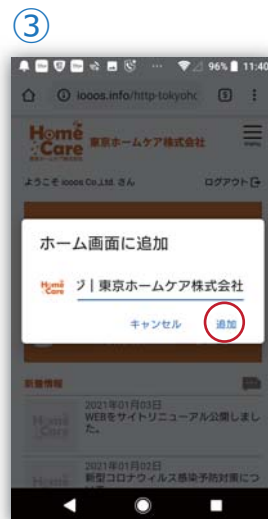 ③
96% 11:40
iooos.info/http-tokyohc
Home Care
東京ホームケア株式会社
ようこそ iooos Co.,Ltd. さん
ログアウト
ホーム画面に追加
Home Care
ジ | 東京ホームケア株式会社
キャンセル
追加
新着情報
2021年01月03日
WEBをサイトリニューアル公開しまし
た。
2021年01月02日
新型コロナウィルス感染予防対策につ